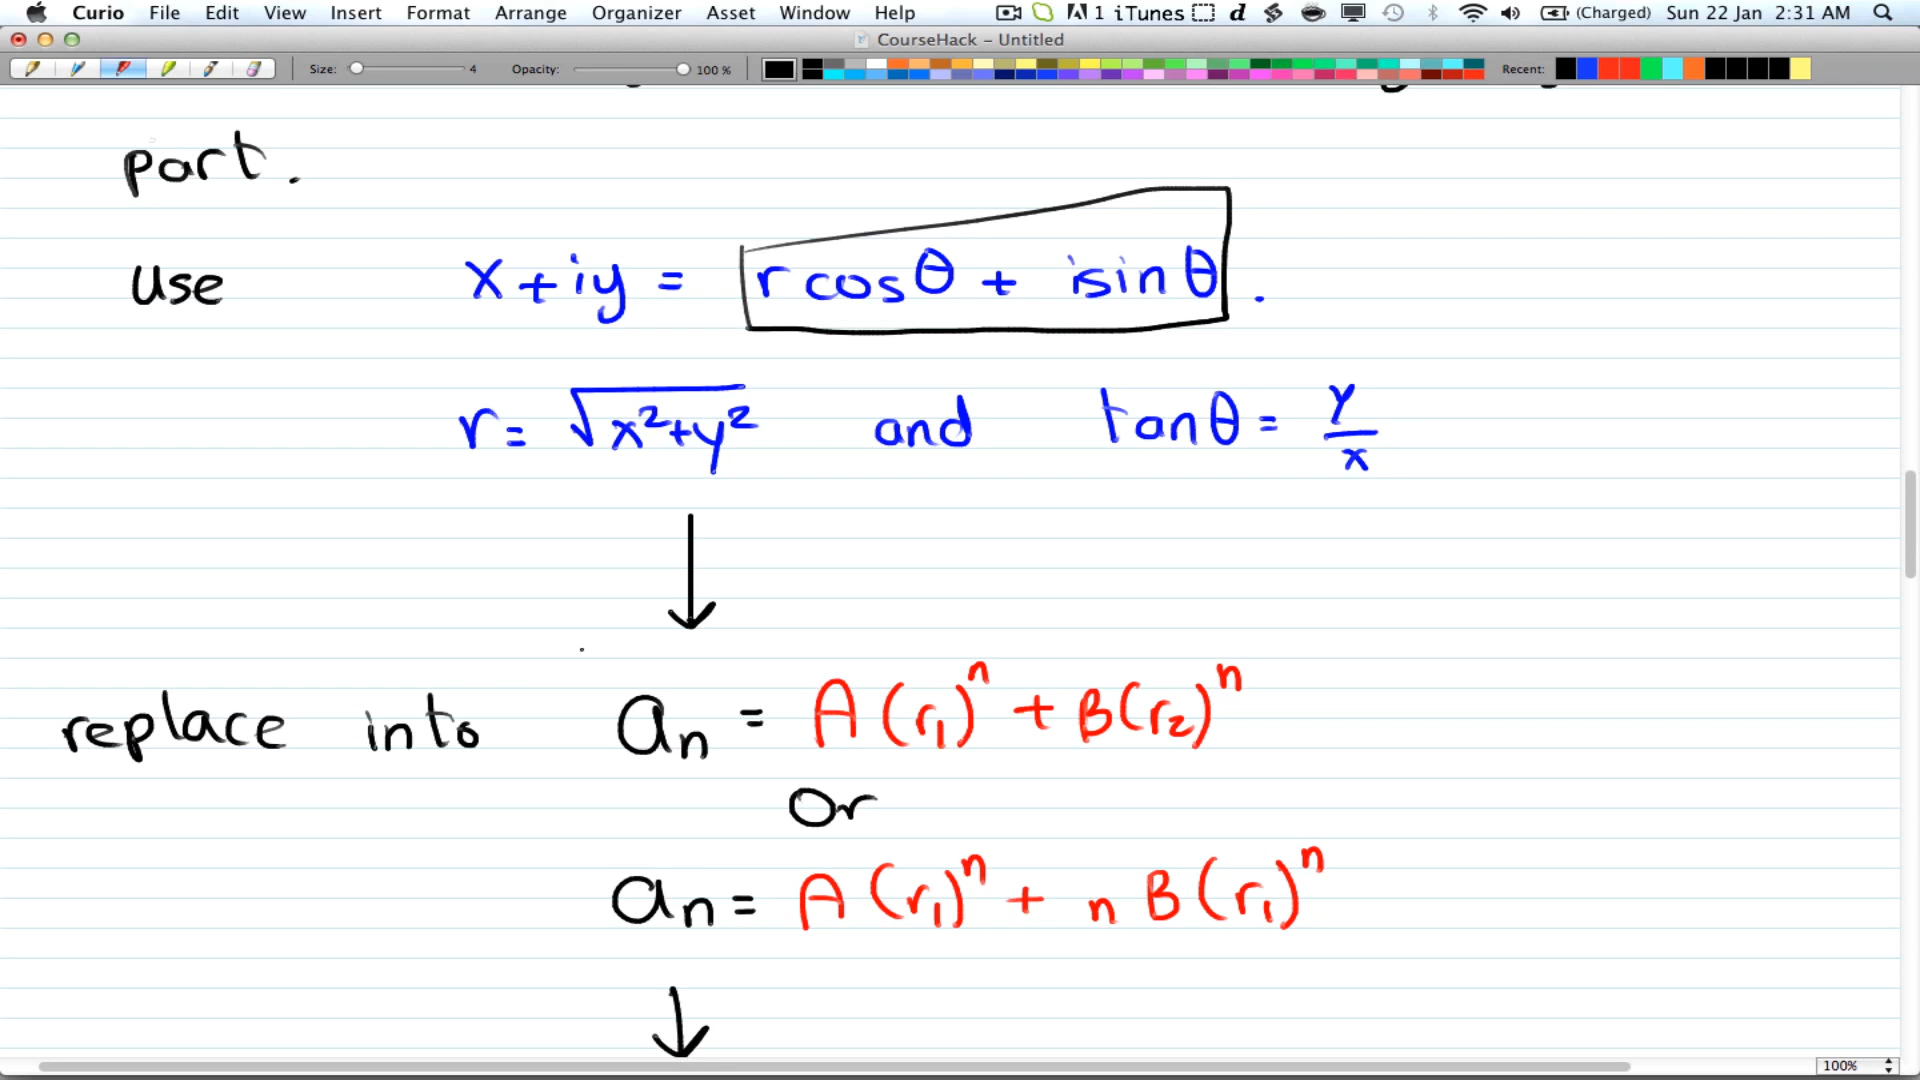 Curio File Edit View Insert Format Arrange Organizer Asset Window Help 1 iTunes d (Charged) Sun 22 Jan 2:31 AM
CourseHack – Untitled
Size: 4 Opacity: 100 % Recent:
part.
Use x+iy = r cosθ + isinθ .
r = √x²+y² and tanθ = y/x
replace into aₙ = A(r₁)ⁿ + B(r₂)ⁿ
Or
aₙ = A(r₁)ⁿ + n B(r₁)ⁿ
100%